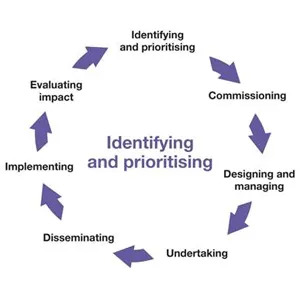 Identifying
and prioritising
Commissioning
Designing and
managing
Undertaking
Disseminating
Implementing
Evaluating
impact
Identifying
and prioritising